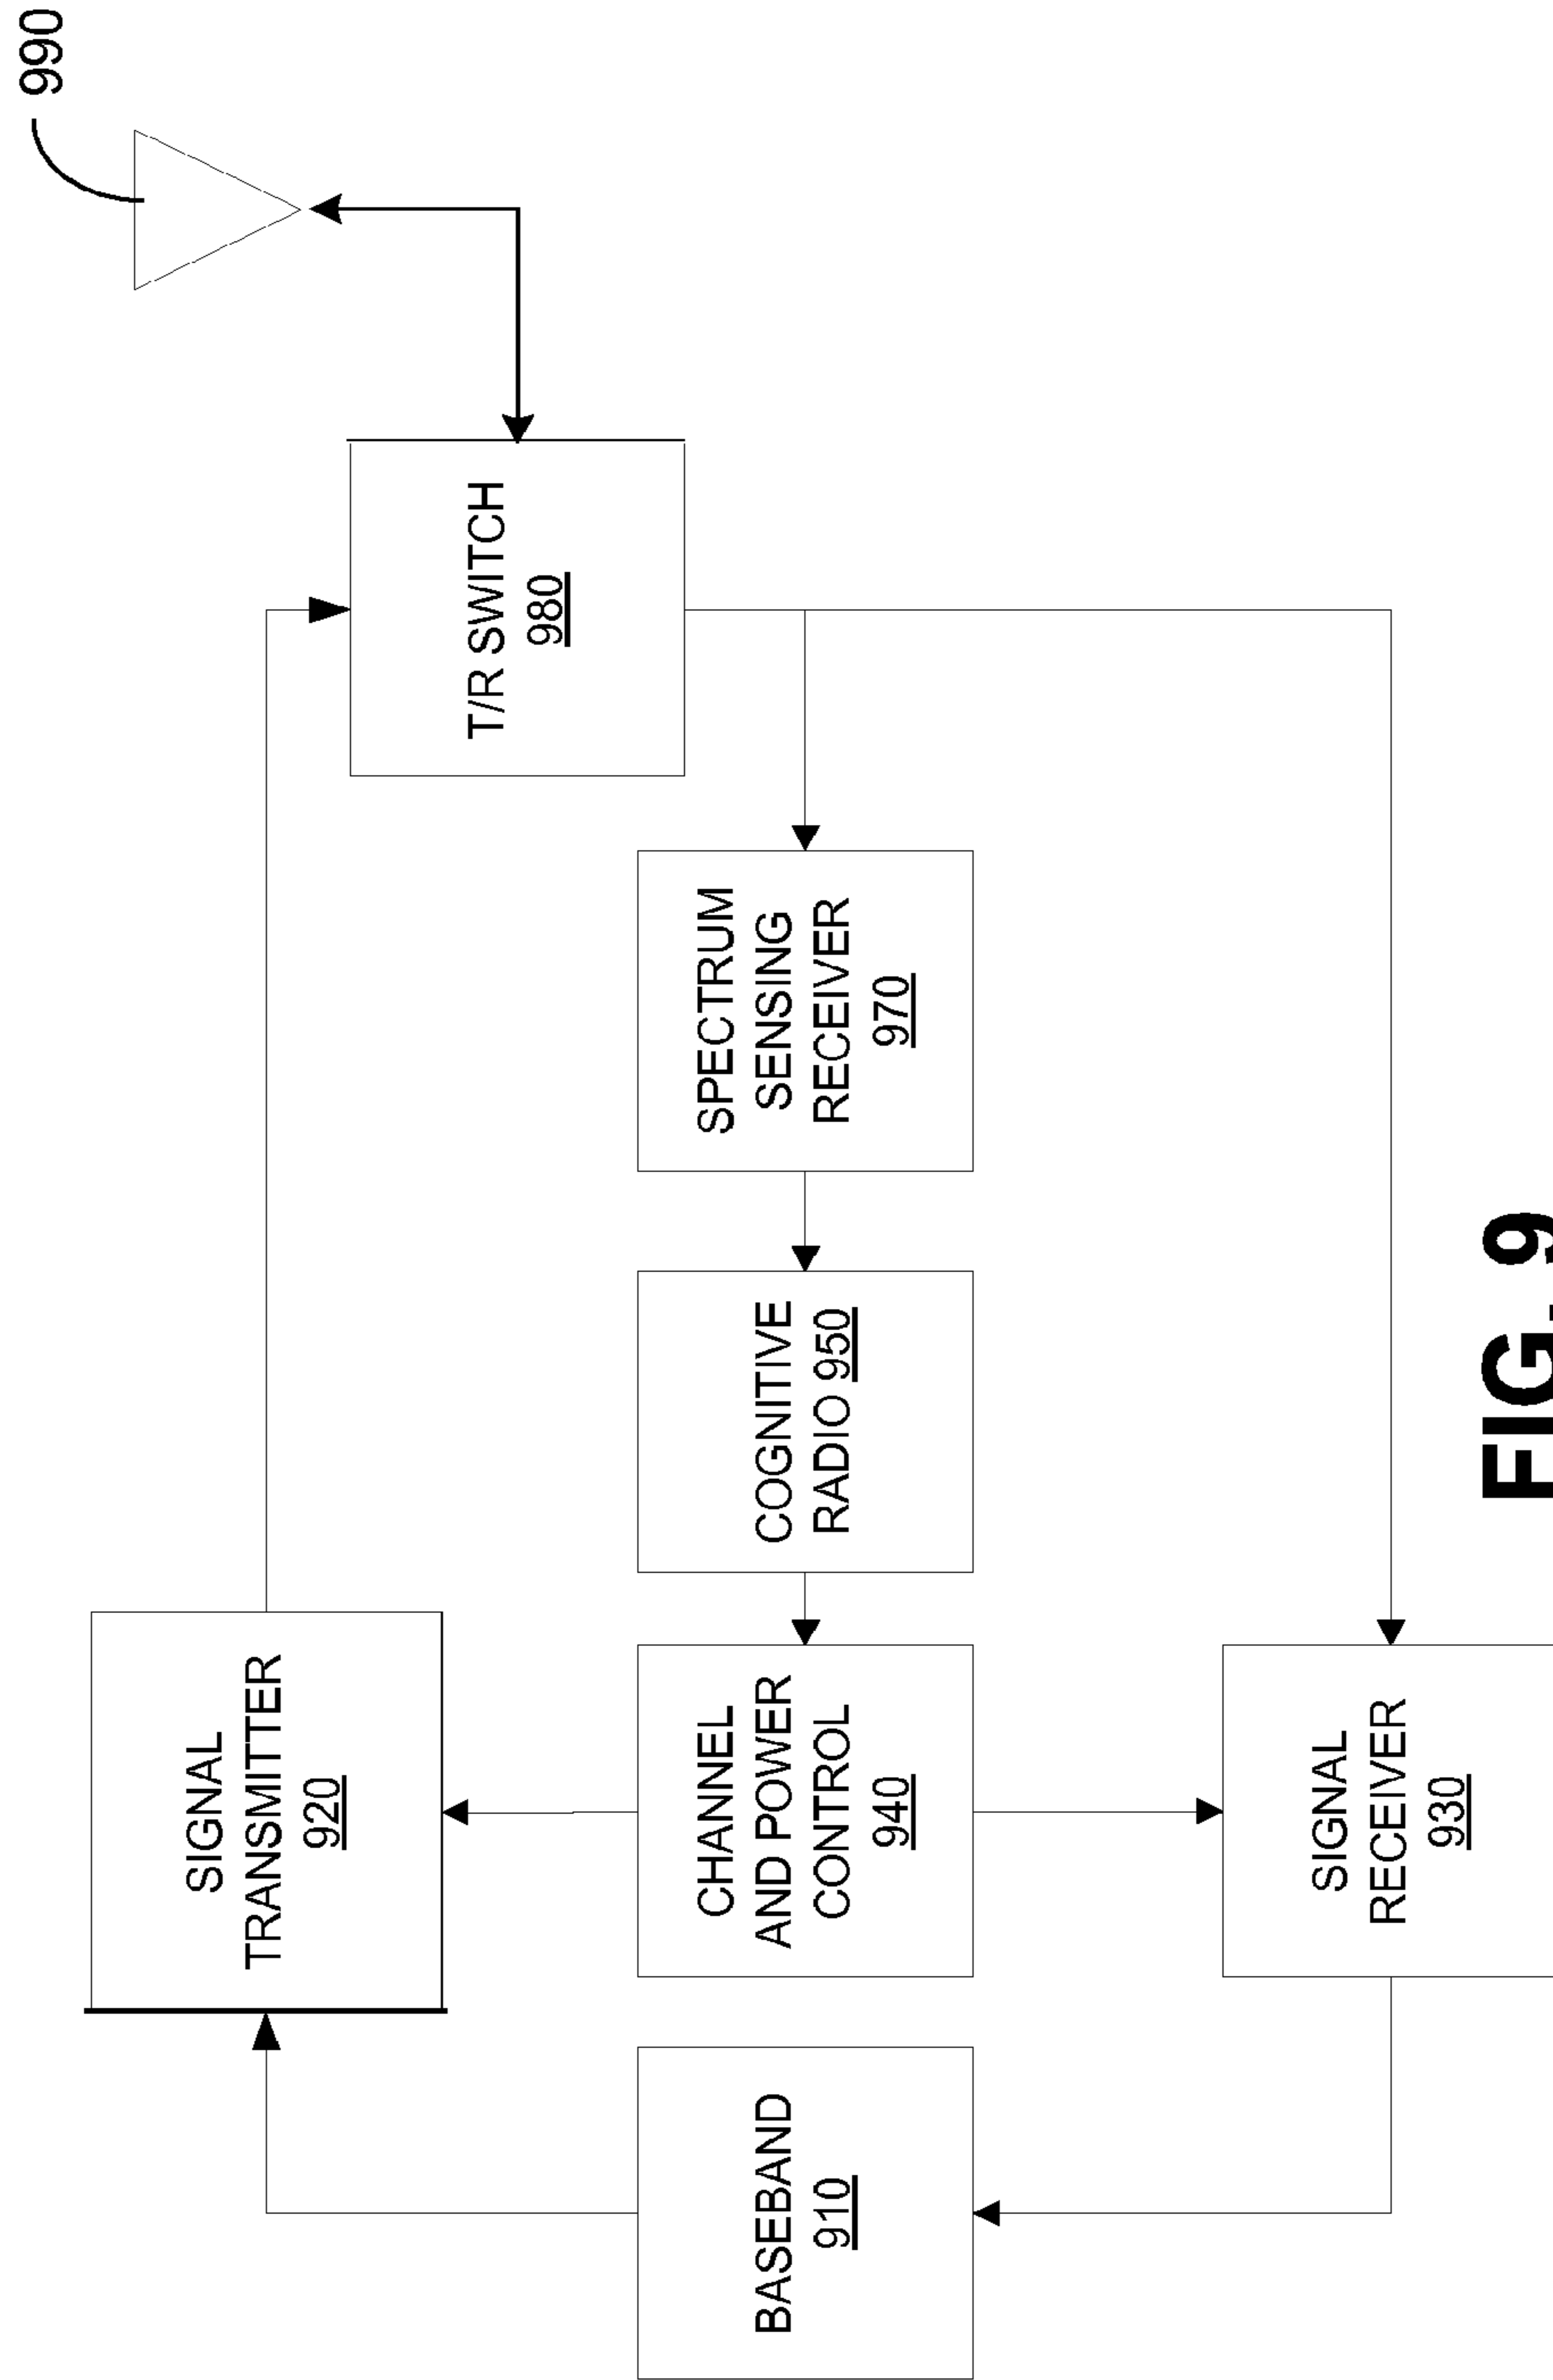 990
SIGNAL
TRANSMITTER
920
T/R SWITCH
980
BASEBAND
910
CHANNEL
AND POWER
CONTROL
940
COGNITIVE
RADIO 950
SPECTRUM
SENSING
RECEIVER
970
SIGNAL
RECEIVER
930
FIG. 9